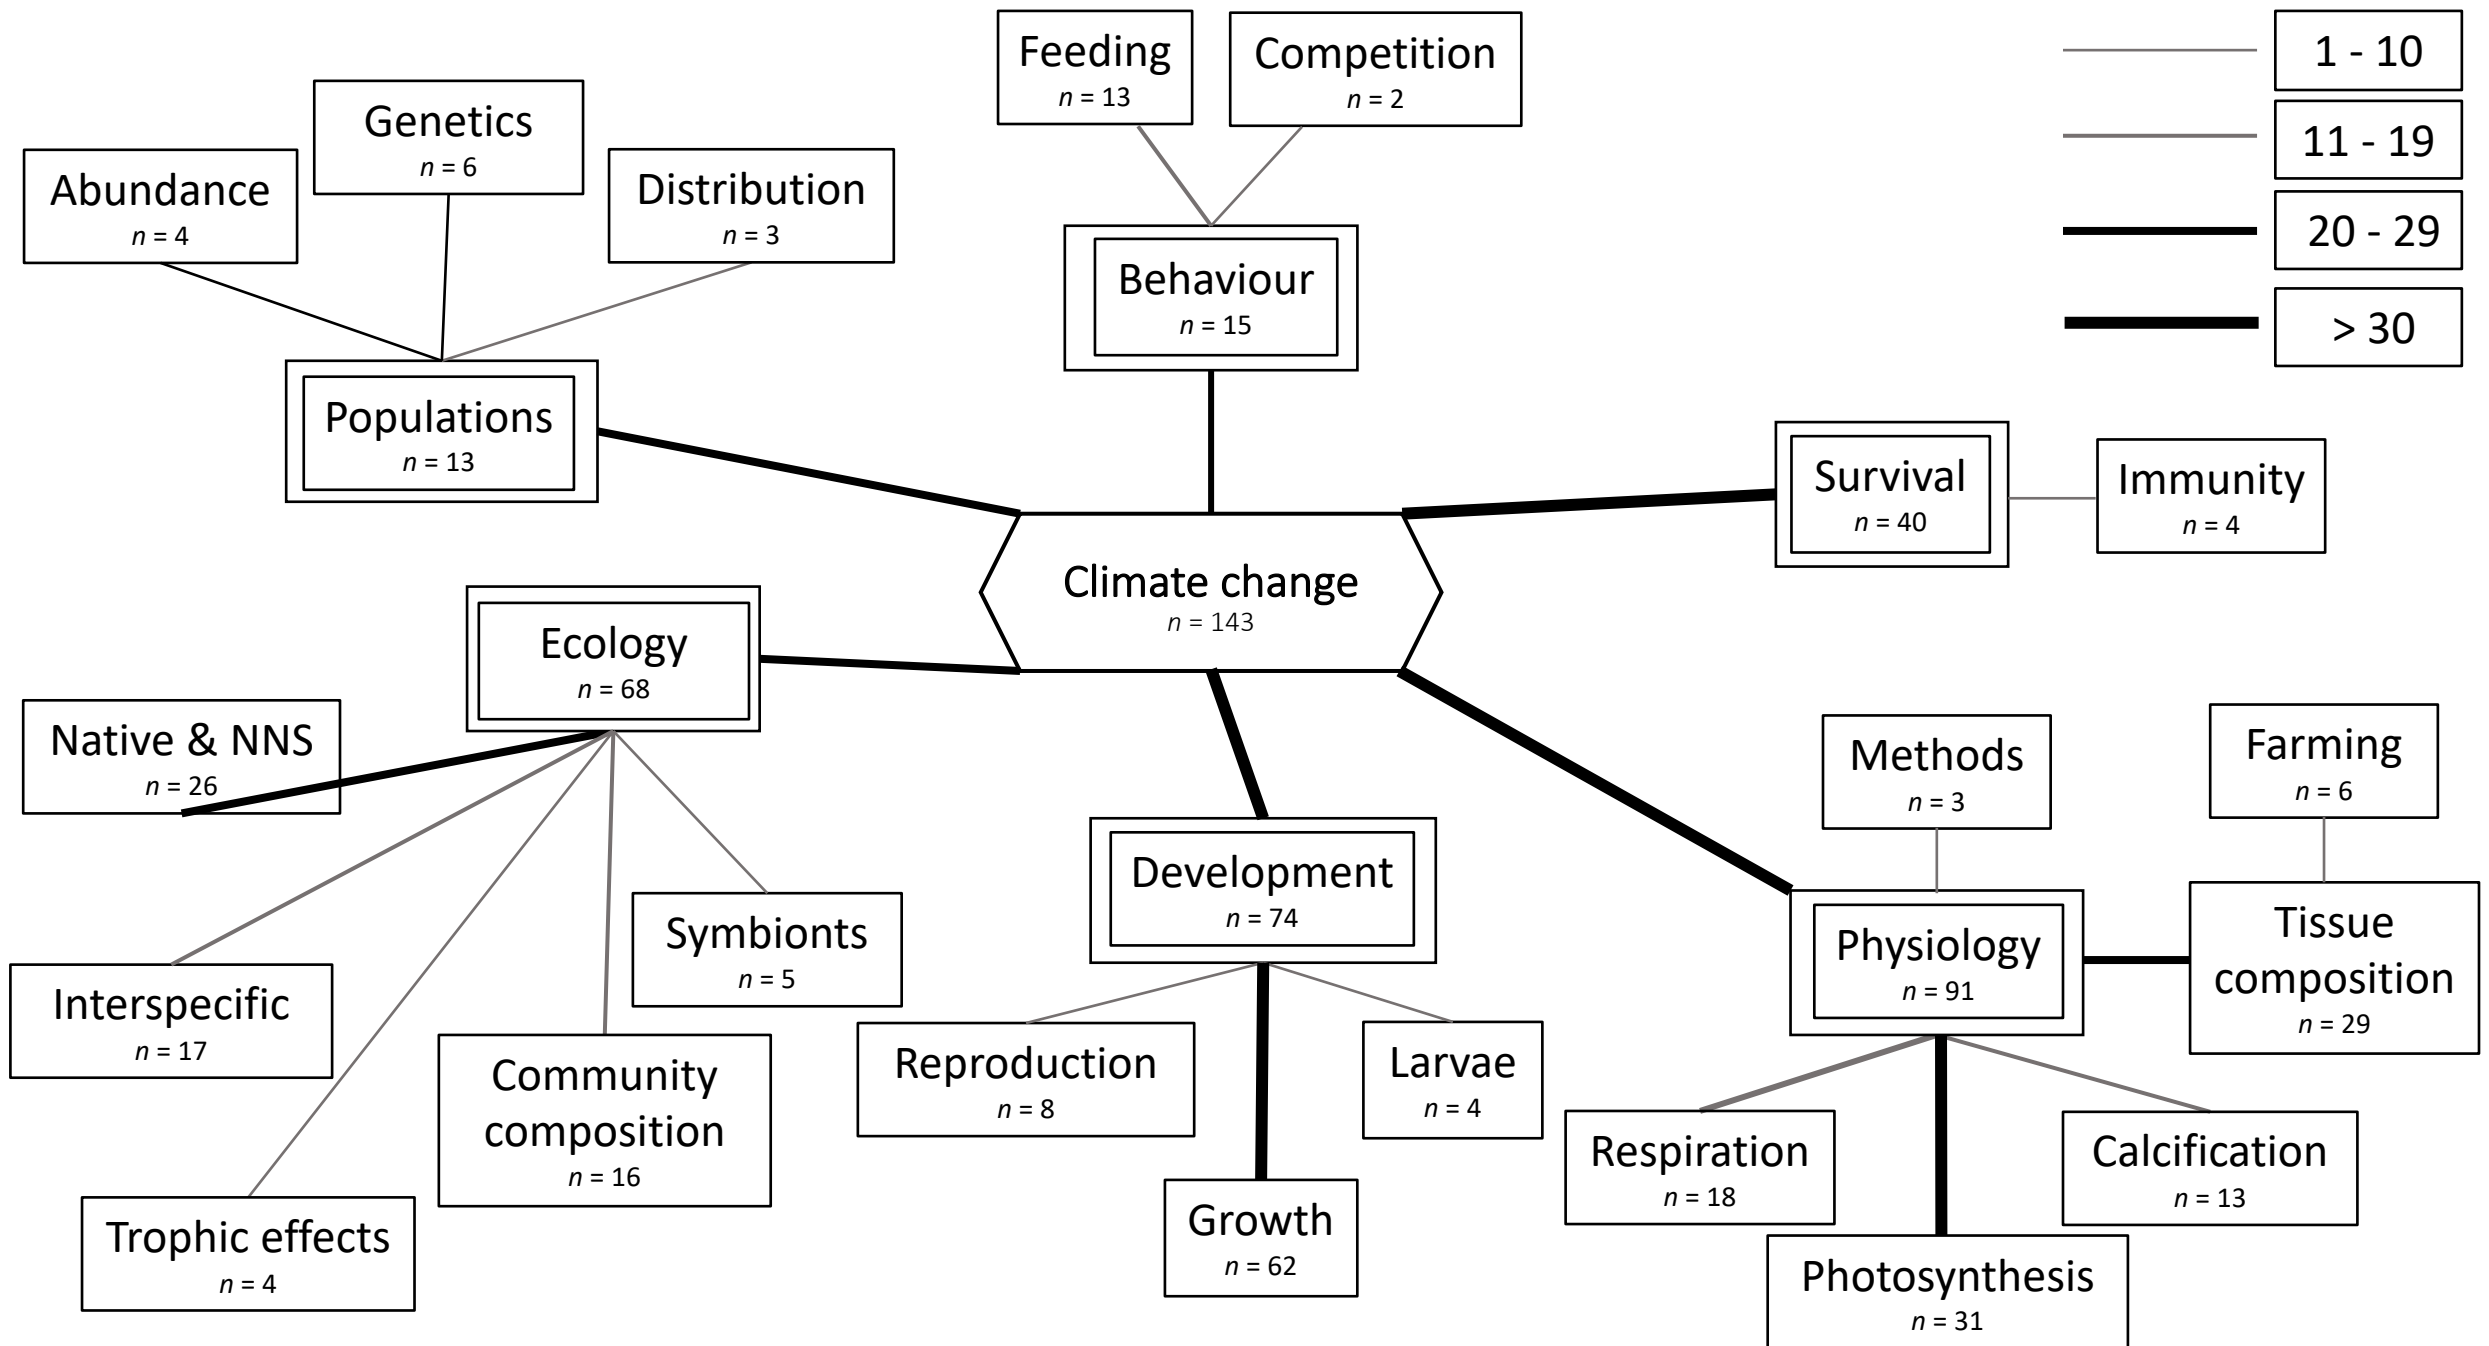 Feeding
n = 13
Competition
n = 2
1 - 10
11 - 19
20 - 29
> 30
Genetics
n = 6
Abundance
n = 4
Distribution
n = 3
Behaviour
n = 15
Populations
n = 13
Survival
n = 40
Immunity
n = 4
Climate change
n = 143
Ecology
n = 68
Native & NNS
n = 26
Methods
n = 3
Farming
n = 6
Development
n = 74
Symbionts
n = 5
Physiology
n = 91
Tissue
composition
n = 29
Interspecific
n = 17
Community
composition
n = 16
Reproduction
n = 8
Larvae
n = 4
Respiration
n = 18
Calcification
n = 13
Trophic effects
n = 4
Growth
n = 62
Photosynthesis
n = 31